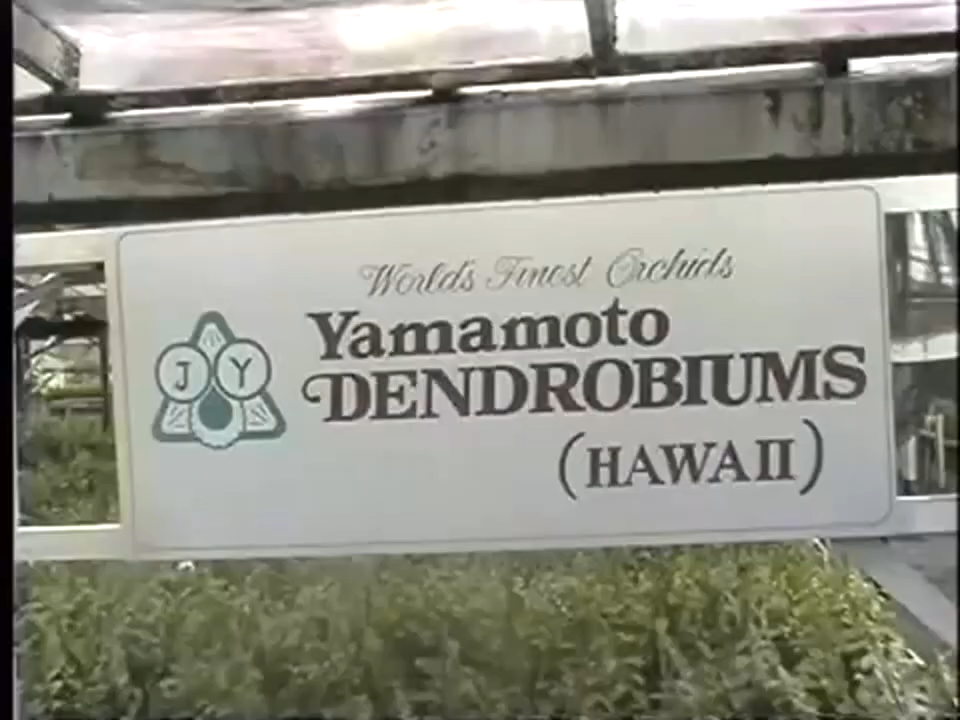 World's Finest Orchids
J Y
Yamamoto
DENDROBIUMS
(HAWAII)